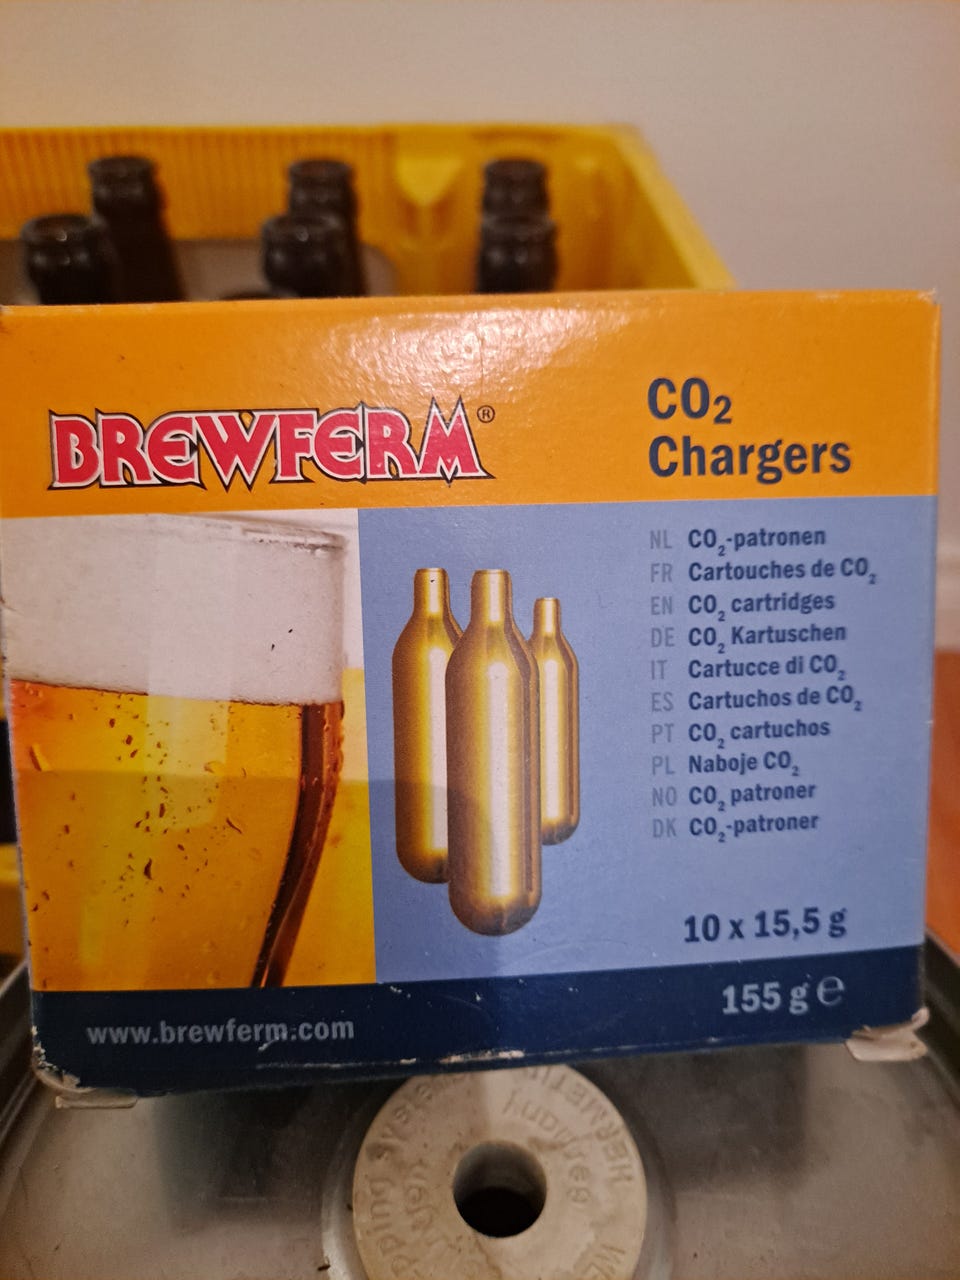 BREWFERM®
CO₂
Chargers
NL CO₂-patronen
FR Cartouches de CO₂
EN CO₂ cartridges
DE CO₂ Kartuschen
IT Cartucce di CO₂
ES Cartuchos de CO₂
PT CO₂ cartuchos
PL Naboje CO₂
NO CO₂ patroner
DK CO₂-patroner
10 x 15,5 g
155 g ℮
www.brewferm.com
Germany